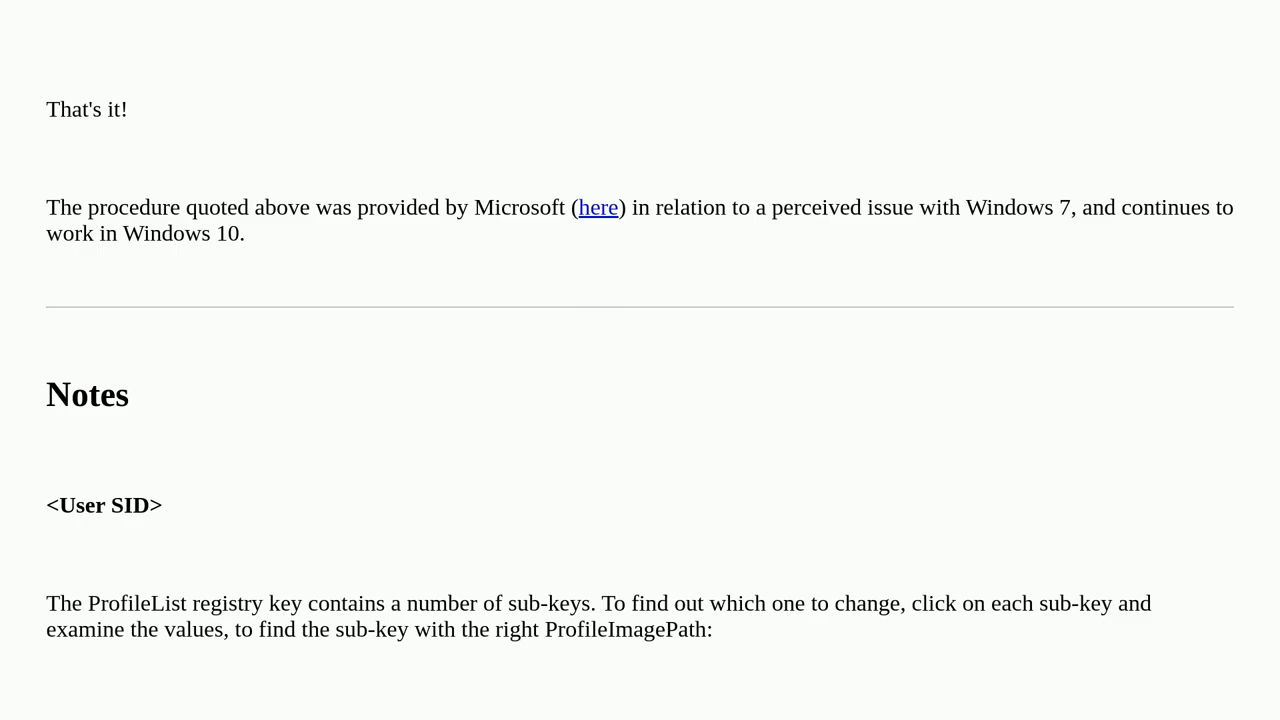 That's it!
The procedure quoted above was provided by Microsoft (here) in relation to a perceived issue with Windows 7, and continues to
work in Windows 10.
Notes
<User SID>
The ProfileList registry key contains a number of sub-keys. To find out which one to change, click on each sub-key and
examine the values, to find the sub-key with the right ProfileImagePath: